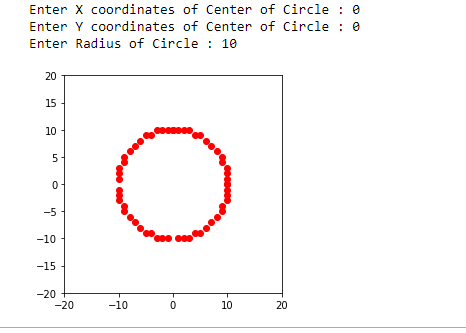 Enter X coordinates of Center of Circle : 0
Enter Y coordinates of Center of Circle : 0
Enter Radius of Circle : 10
20
15
10
5
0
−5
−10
−15
−20
−20 −10 0 10 20